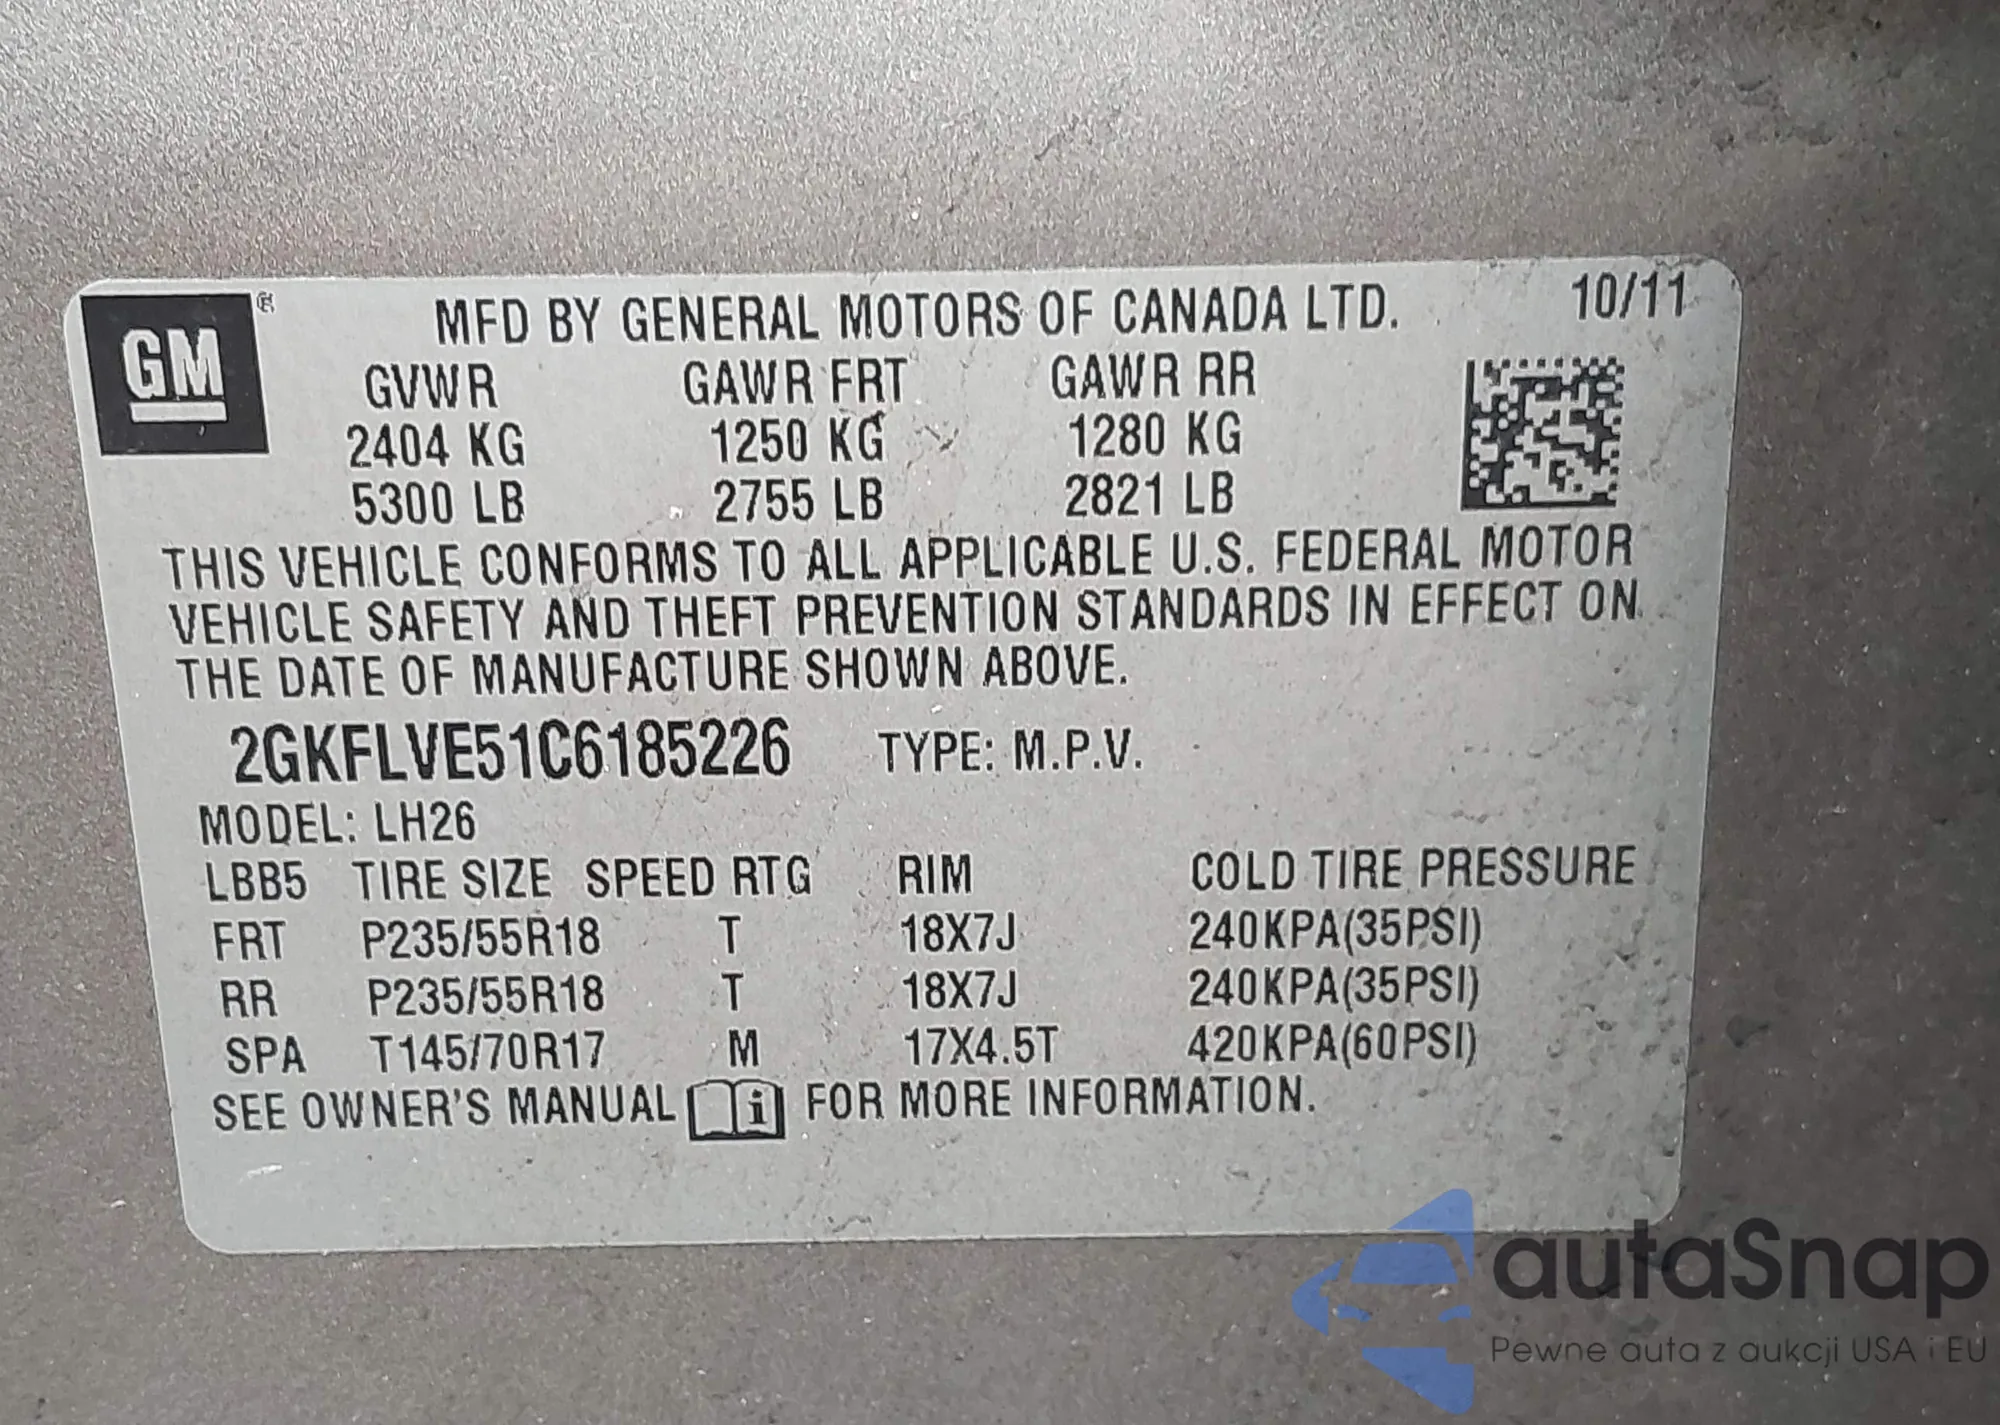 GM ®
MFD BY GENERAL MOTORS OF CANADA LTD. 10/11
GVWR GAWR FRT GAWR RR
2404 KG 1250 KG 1280 KG
5300 LB 2755 LB 2821 LB
THIS VEHICLE CONFORMS TO ALL APPLICABLE U.S. FEDERAL MOTOR
VEHICLE SAFETY AND THEFT PREVENTION STANDARDS IN EFFECT ON
THE DATE OF MANUFACTURE SHOWN ABOVE.
2GKFLVE51C6185226 TYPE: M.P.V.
MODEL: LH26
LBB5 TIRE SIZE SPEED RTG RIM COLD TIRE PRESSURE
FRT P235/55R18 T 18X7J 240KPA(35PSI)
RR P235/55R18 T 18X7J 240KPA(35PSI)
SPA T145/70R17 M 17X4.5T 420KPA(60PSI)
SEE OWNER'S MANUAL i FOR MORE INFORMATION.
autaSnap
Pewne auta z aukcji USA i EU